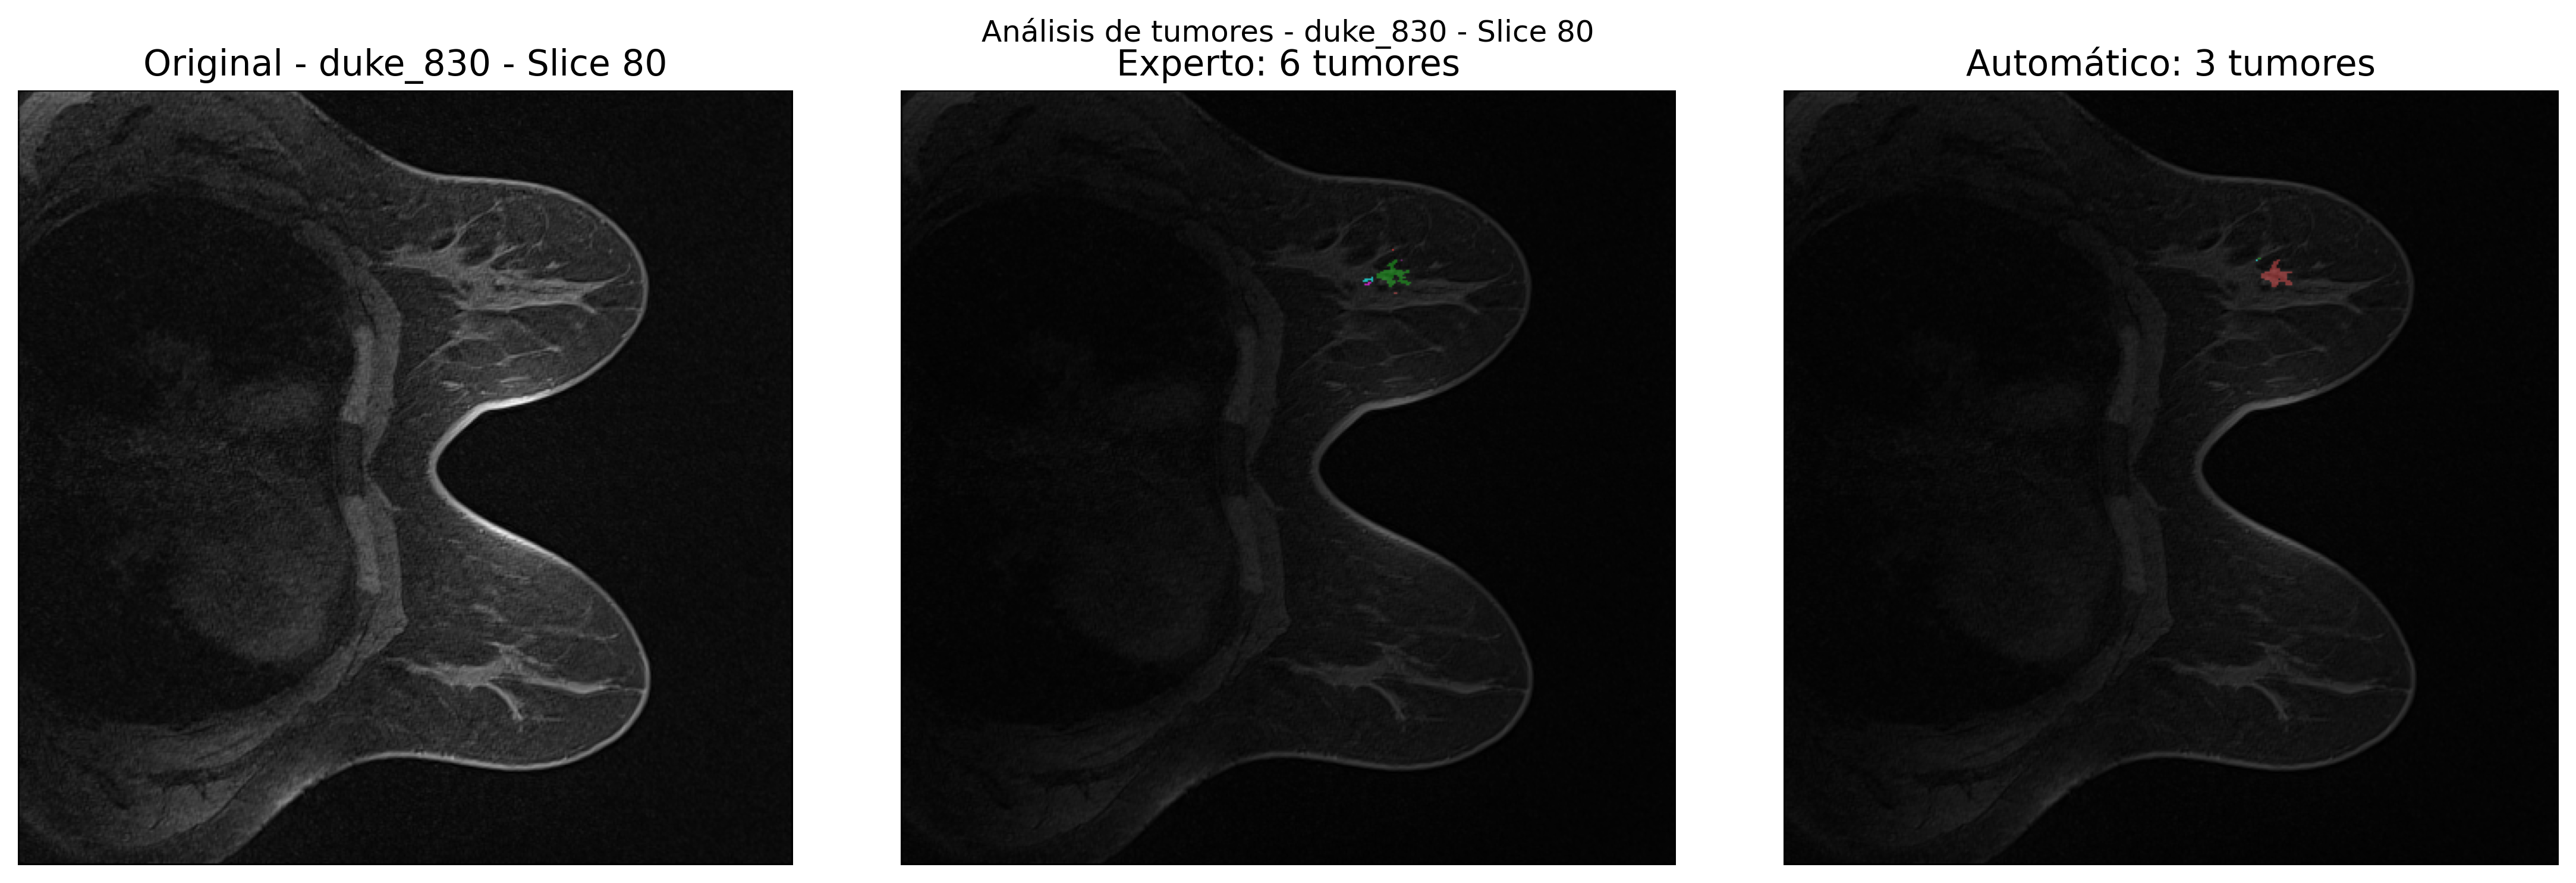 Análisis de tumores - duke_830 - Slice 80
Original - duke_830 - Slice 80
Experto: 6 tumores
Automático: 3 tumores